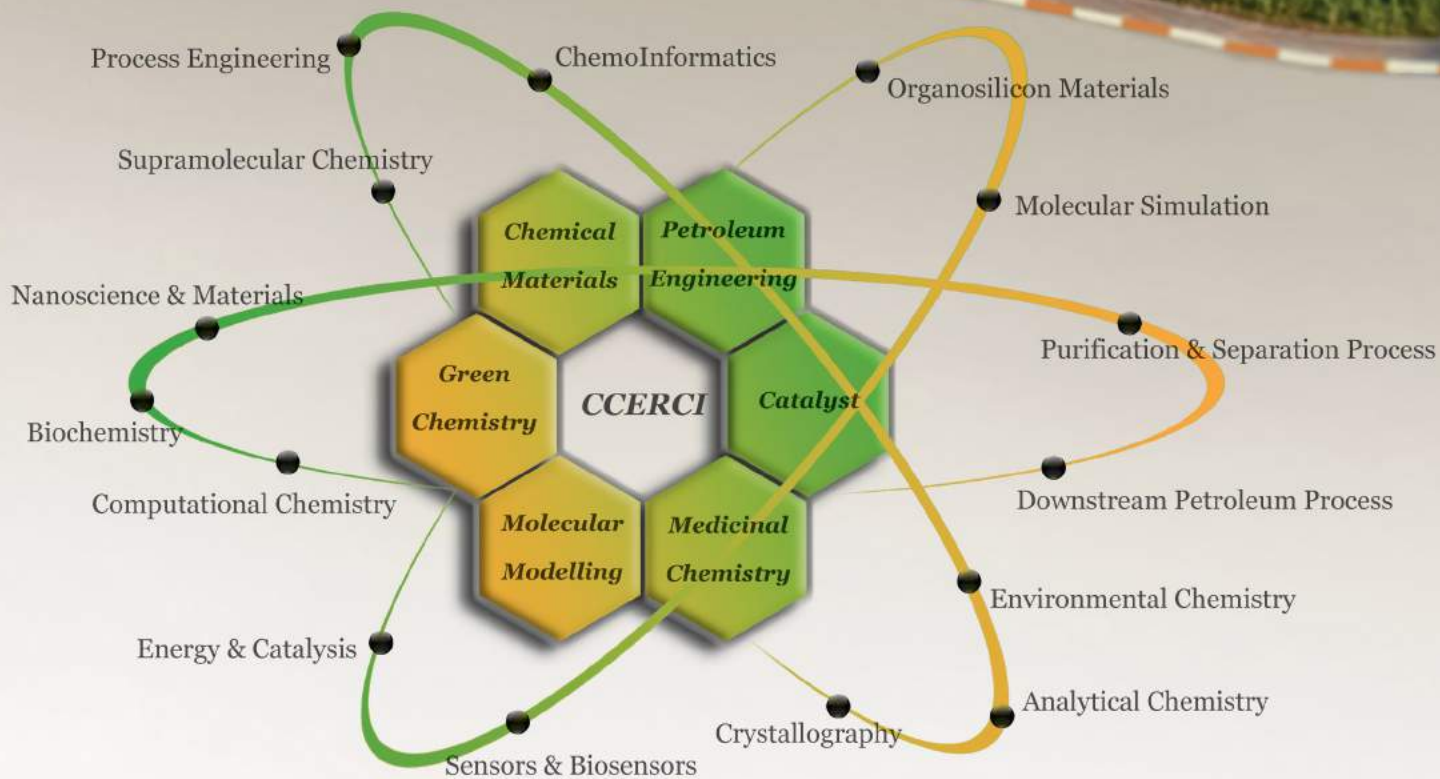 Process Engineering
ChemoInformatics
Organosilicon Materials
Supramolecular Chemistry
Molecular Simulation
Chemical
Materials
Petroleum
Engineering
Nanoscience & Materials
Purification & Separation Process
Green
Chemistry
CCERCI
Catalyst
Biochemistry
Computational Chemistry
Downstream Petroleum Process
Molecular
Modelling
Medicinal
Chemistry
Environmental Chemistry
Energy & Catalysis
Analytical Chemistry
Crystallography
Sensors & Biosensors